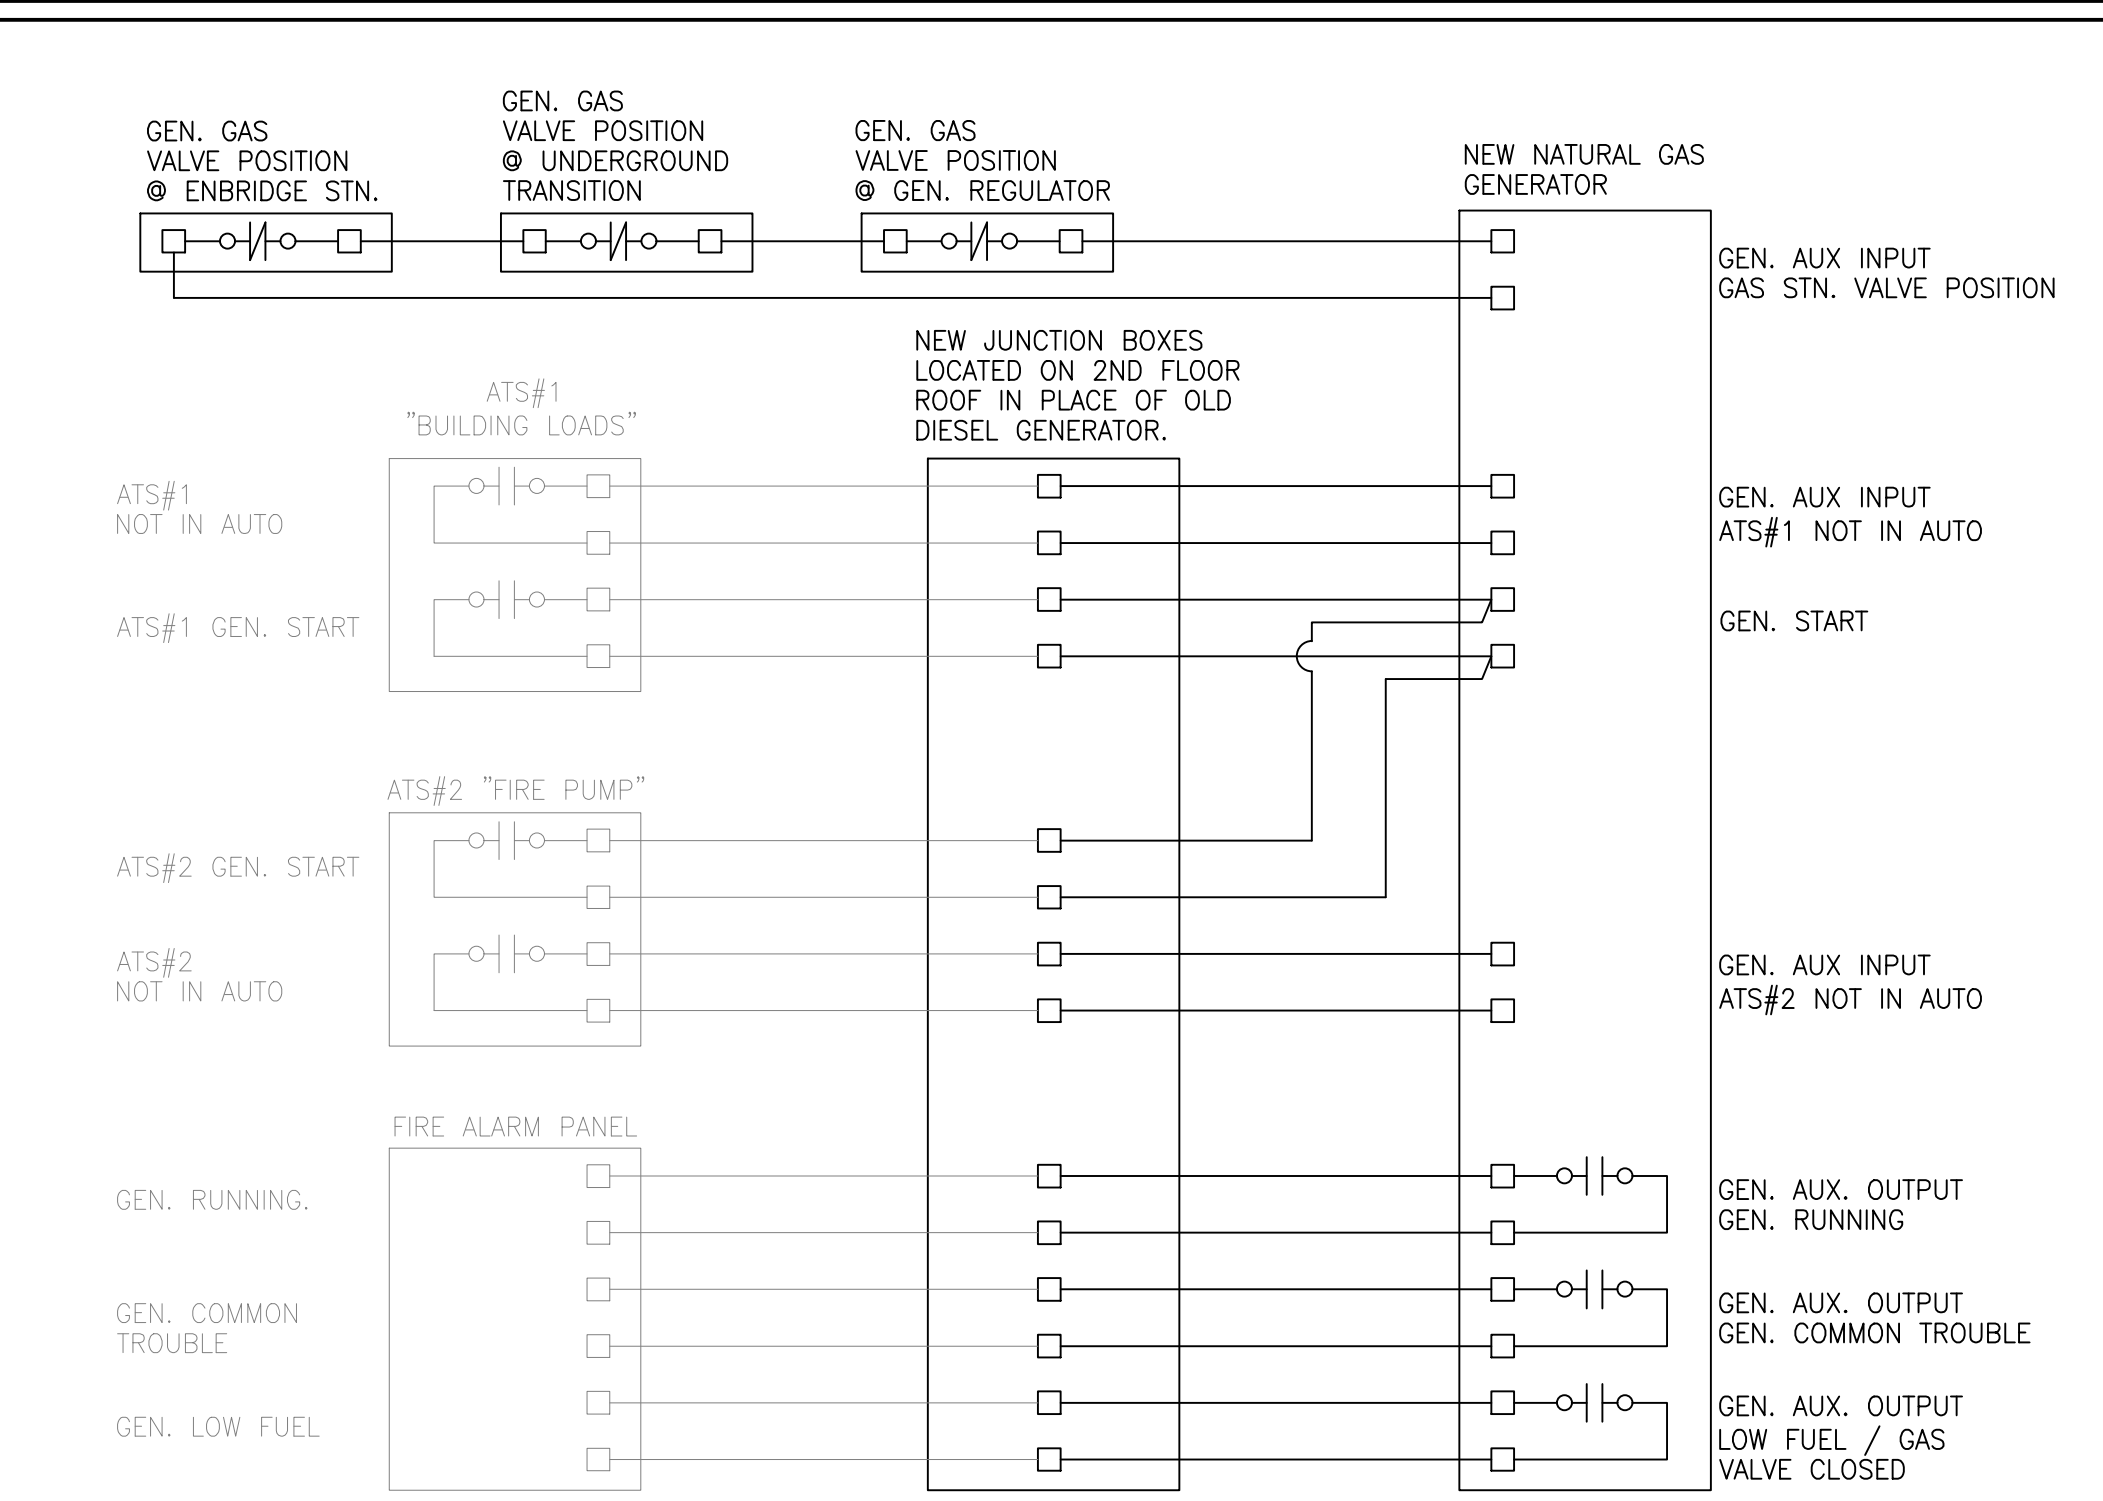 GEN. GAS
VALVE POSITION
@ ENBRIDGE STN.
GEN. GAS
VALVE POSITION
@ UNDERGROUND
TRANSITION
GEN. GAS
VALVE POSITION
@ GEN. REGULATOR
NEW NATURAL GAS
GENERATOR
GEN. AUX INPUT
GAS STN. VALVE POSITION
NEW JUNCTION BOXES
LOCATED ON 2ND FLOOR
ROOF IN PLACE OF OLD
DIESEL GENERATOR.
ATS#1
"BUILDING LOADS"
ATS#1
NOT IN AUTO
GEN. AUX INPUT
ATS#1 NOT IN AUTO
ATS#1 GEN. START
GEN. START
ATS#2 "FIRE PUMP"
ATS#2 GEN. START
ATS#2
NOT IN AUTO
GEN. AUX INPUT
ATS#2 NOT IN AUTO
FIRE ALARM PANEL
GEN. RUNNING.
GEN. AUX. OUTPUT
GEN. RUNNING
GEN. COMMON
TROUBLE
GEN. AUX. OUTPUT
GEN. COMMON TROUBLE
GEN. LOW FUEL
GEN. AUX. OUTPUT
LOW FUEL / GAS
VALVE CLOSED